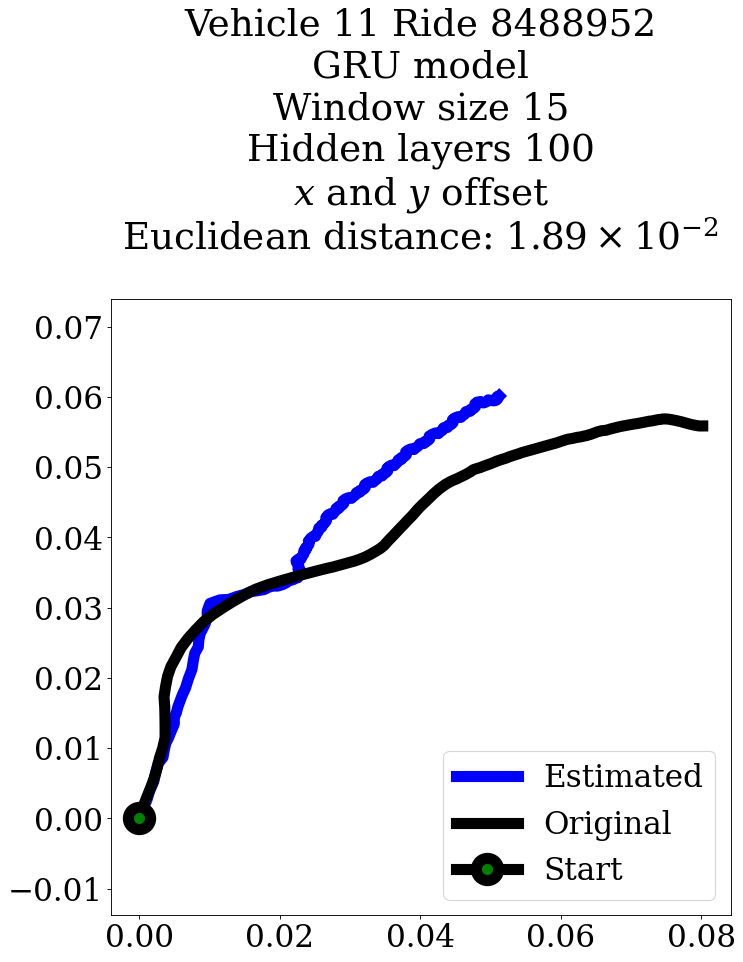 Vehicle 11 Ride 8488952
GRU model
Window size 15
Hidden layers 100
x and y offset
Euclidean distance: 1.89 × 10⁻²
0.07
0.06
0.05
0.04
0.03
0.02
0.01
0.00
−0.01
Estimated
Original
Start
0.00 0.02 0.04 0.06 0.08